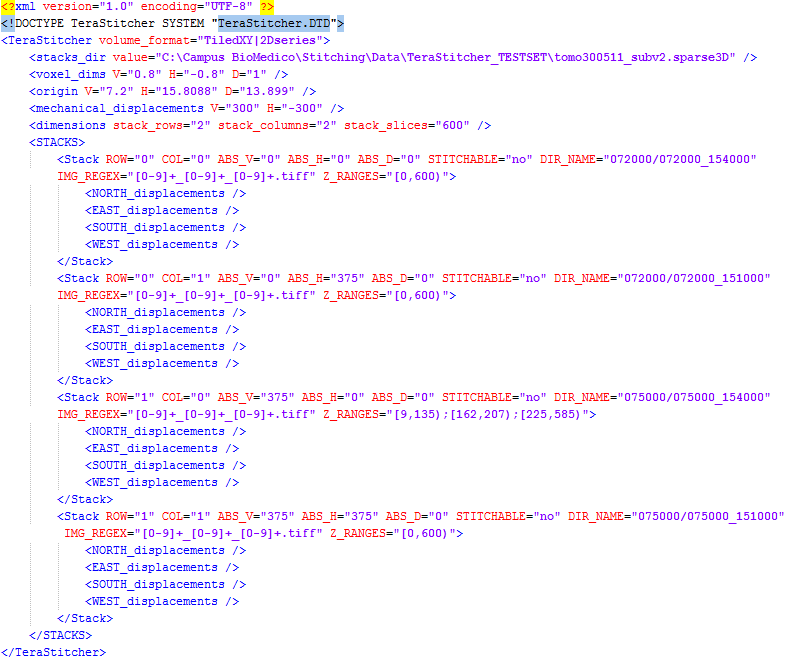 <?xml version="1.0" encoding="UTF-8" ?>
<!DOCTYPE TeraStitcher SYSTEM "TeraStitcher.DTD">
<TeraStitcher volume_format="TiledXY|2Dseries">
<stacks_dir value="C:\Campus BioMedico\Stitching\Data\TeraStitcher_TESTSET\tomo300511_subv2.sparse3D" />
<voxel_dims V="0.8" H="-0.8" D="1" />
<origin V="7.2" H="15.8088" D="13.899" />
<mechanical_displacements V="300" H="-300" />
<dimensions stack_rows="2" stack_columns="2" stack_slices="600" />
<STACKS>
<Stack ROW="0" COL="0" ABS_V="0" ABS_H="0" ABS_D="0" STITCHABLE="no" DIR_NAME="072000/072000_154000"
IMG_REGEX="[0-9]+_[0-9]+_[0-9]+.tiff" Z_RANGES="[0,600)">
<NORTH_displacements />
<EAST_displacements />
<SOUTH_displacements />
<WEST_displacements />
</Stack>
<Stack ROW="0" COL="1" ABS_V="0" ABS_H="375" ABS_D="0" STITCHABLE="no" DIR_NAME="072000/072000_151000"
IMG_REGEX="[0-9]+_[0-9]+_[0-9]+.tiff" Z_RANGES="[0,600)">
<NORTH_displacements />
<EAST_displacements />
<SOUTH_displacements />
<WEST_displacements />
</Stack>
<Stack ROW="1" COL="0" ABS_V="375" ABS_H="0" ABS_D="0" STITCHABLE="no" DIR_NAME="075000/075000_154000"
IMG_REGEX="[0-9]+_[0-9]+_[0-9]+.tiff" Z_RANGES="[9,135);[162,207);[225,585)">
<NORTH_displacements />
<EAST_displacements />
<SOUTH_displacements />
<WEST_displacements />
</Stack>
<Stack ROW="1" COL="1" ABS_V="375" ABS_H="375" ABS_D="0" STITCHABLE="no" DIR_NAME="075000/075000_151000"
IMG_REGEX="[0-9]+_[0-9]+_[0-9]+.tiff" Z_RANGES="[0,600)">
<NORTH_displacements />
<EAST_displacements />
<SOUTH_displacements />
<WEST_displacements />
</Stack>
</STACKS>
</TeraStitcher>